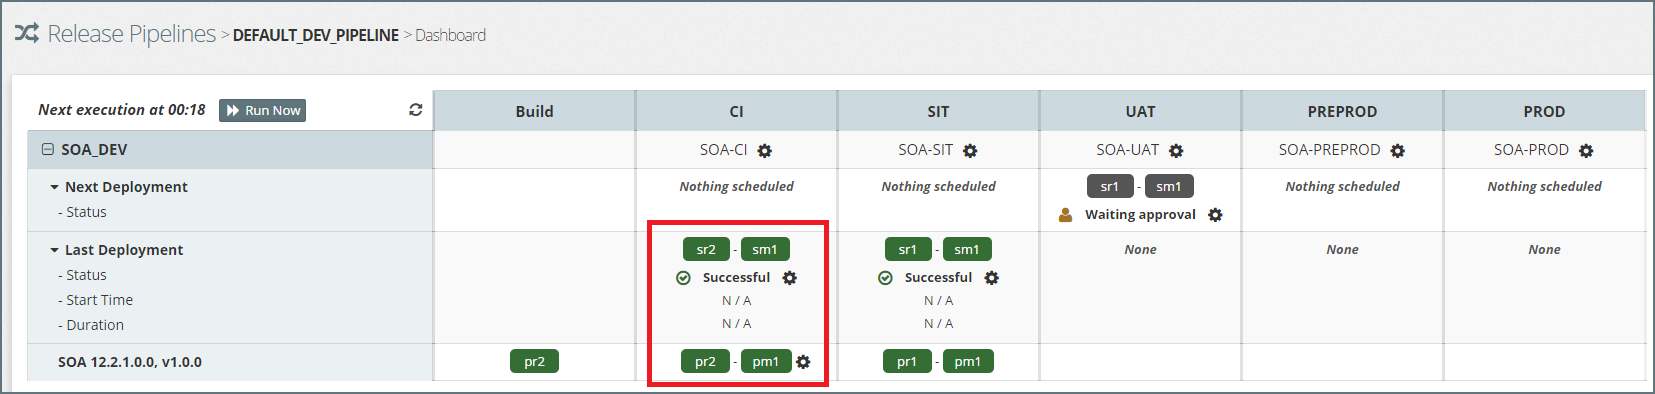 Release Pipelines > DEFAULT_DEV_PIPELINE > Dashboard
Next execution at 00:18 Run Now Build CI SIT UAT PREPROD PROD
SOA_DEV SOA-CI SOA-SIT SOA-UAT SOA-PREPROD SOA-PROD
Next Deployment Nothing scheduled Nothing scheduled sr1 - sm1 Nothing scheduled Nothing scheduled
- Status Waiting approval
Last Deployment sr2 - sm1 sr1 - sm1 None None None
- Status Successful Successful
- Start Time N / A N / A
- Duration N / A N / A
SOA 12.2.1.0.0, v1.0.0 pr2 pr2 - pm1 pr1 - pm1